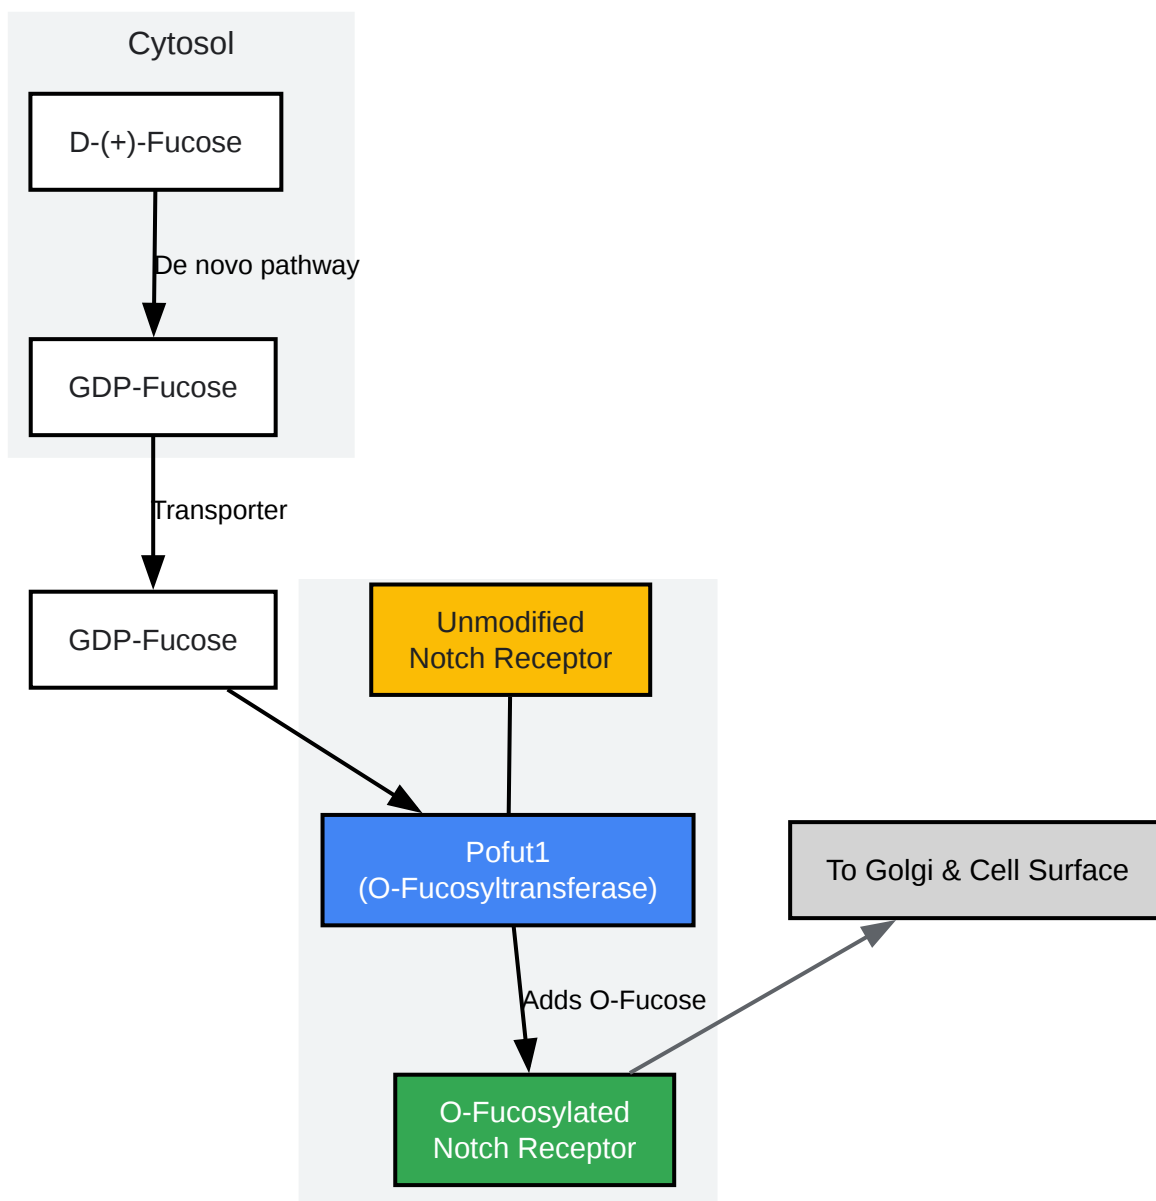 Cytosol
D-(+)-Fucose
De novo pathway
GDP-Fucose
Transporter
GDP-Fucose
Unmodified
Notch Receptor
Pofut1
(O-Fucosyltransferase)
To Golgi & Cell Surface
Adds O-Fucose
O-Fucosylated
Notch Receptor